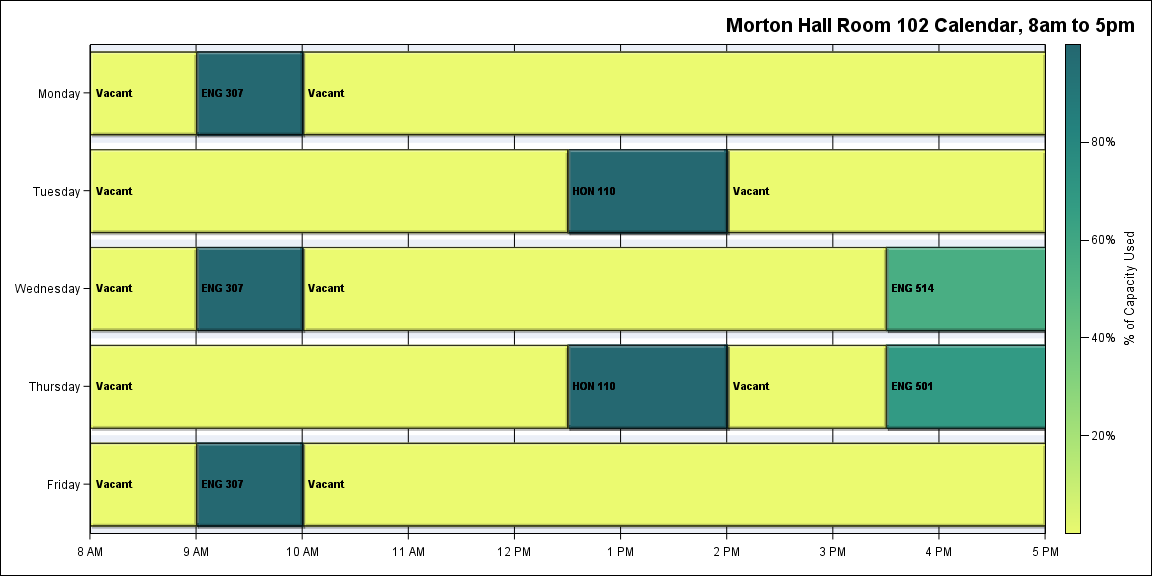 Morton Hall Room 102 Calendar, 8am to 5pm
Monday
Vacant
ENG 307
Vacant
Tuesday
Vacant
HON 110
Vacant
Wednesday
Vacant
ENG 307
Vacant
ENG 514
Thursday
Vacant
HON 110
Vacant
ENG 501
Friday
Vacant
ENG 307
Vacant
8 AM
9 AM
10 AM
11 AM
12 PM
1 PM
2 PM
3 PM
4 PM
5 PM
80%
60%
40%
20%
% of Capacity Used